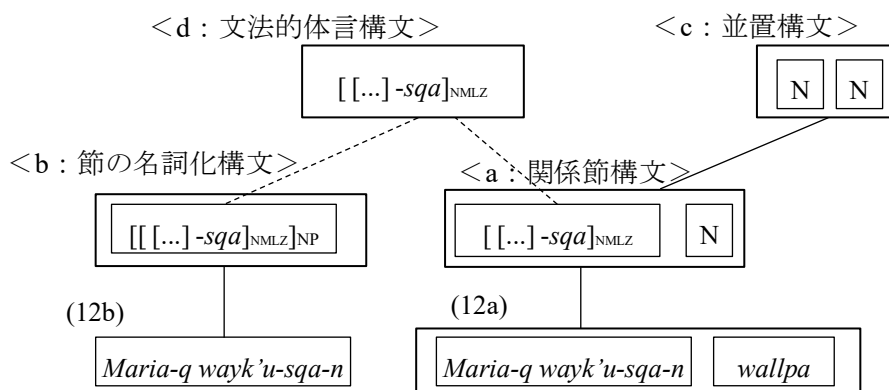 <d：文法的体言構文> <c：並置構文>
[ [...] -sqa]NMLZ N N
<b：節の名詞化構文> <a：関係節構文>
[[ [...] -sqa]NMLZ]NP [ [...] -sqa]NMLZ N
(12b) (12a)
Maria-q wayk’u-sqa-n Maria-q wayk’u-sqa-n wallpa